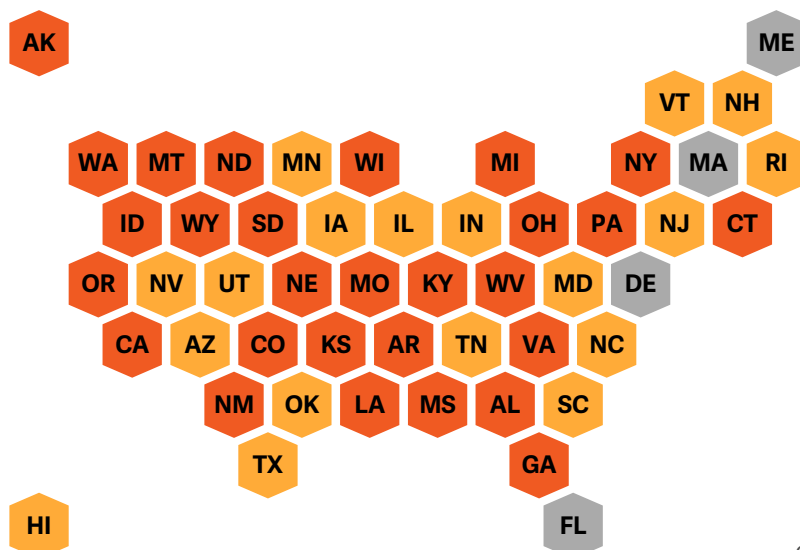 AK ME
VT NH
WA MT ND MN WI MI NY MA RI
ID WY SD IA IL IN OH PA NJ CT
OR NV UT NE MO KY WV MD DE
CA AZ CO KS AR TN VA NC
NM OK LA MS AL SC
TX GA
HI FL